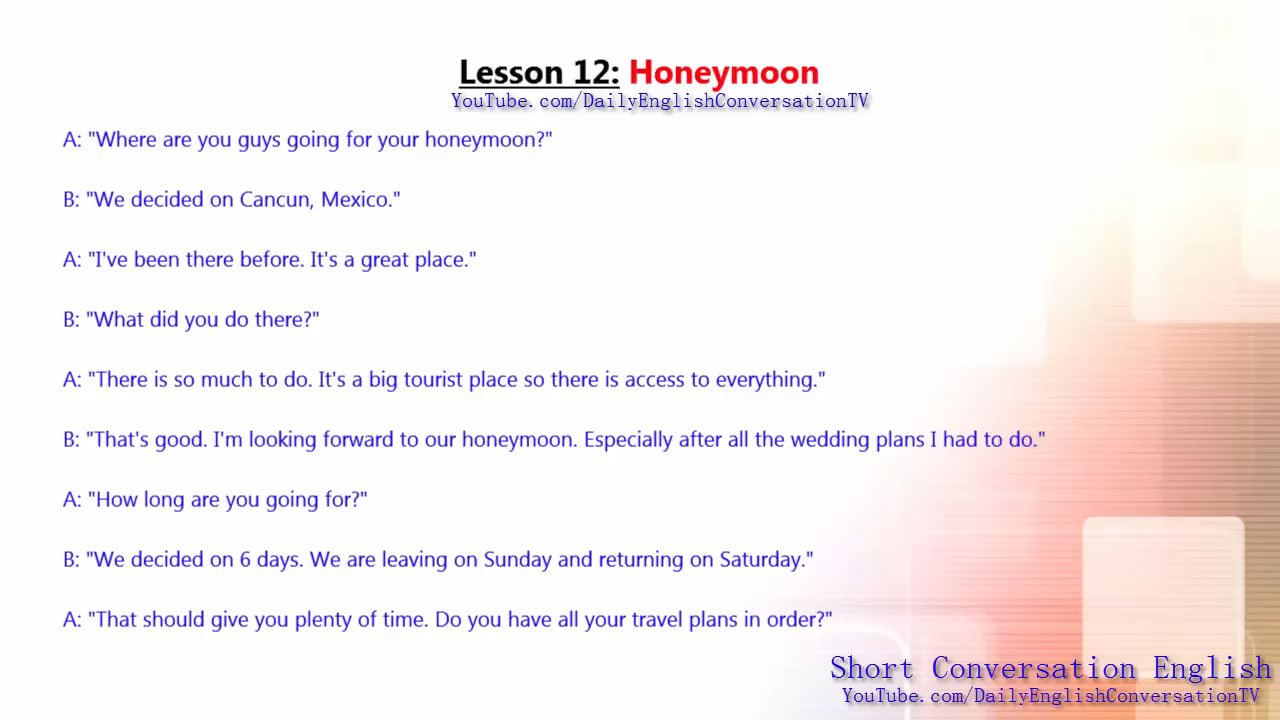 Lesson 12: Honeymoon
YouTube.com/DailyEnglishConversationTV
A: "Where are you guys going for your honeymoon?"
B: "We decided on Cancun, Mexico."
A: "I've been there before. It's a great place."
B: "What did you do there?"
A: "There is so much to do. It's a big tourist place so there is access to everything."
B: "That's good. I'm looking forward to our honeymoon. Especially after all the wedding plans I had to do."
A: "How long are you going for?"
B: "We decided on 6 days. We are leaving on Sunday and returning on Saturday."
A: "That should give you plenty of time. Do you have all your travel plans in order?"
Short Conversation English
YouTube.com/DailyEnglishConversationTV